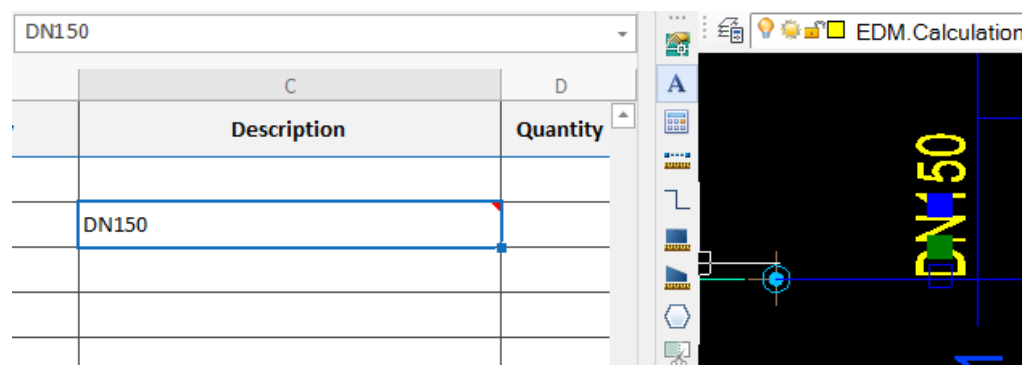 DN150
EDM.Calculation
C
D
A
Description
Quantity
DN150
DN150